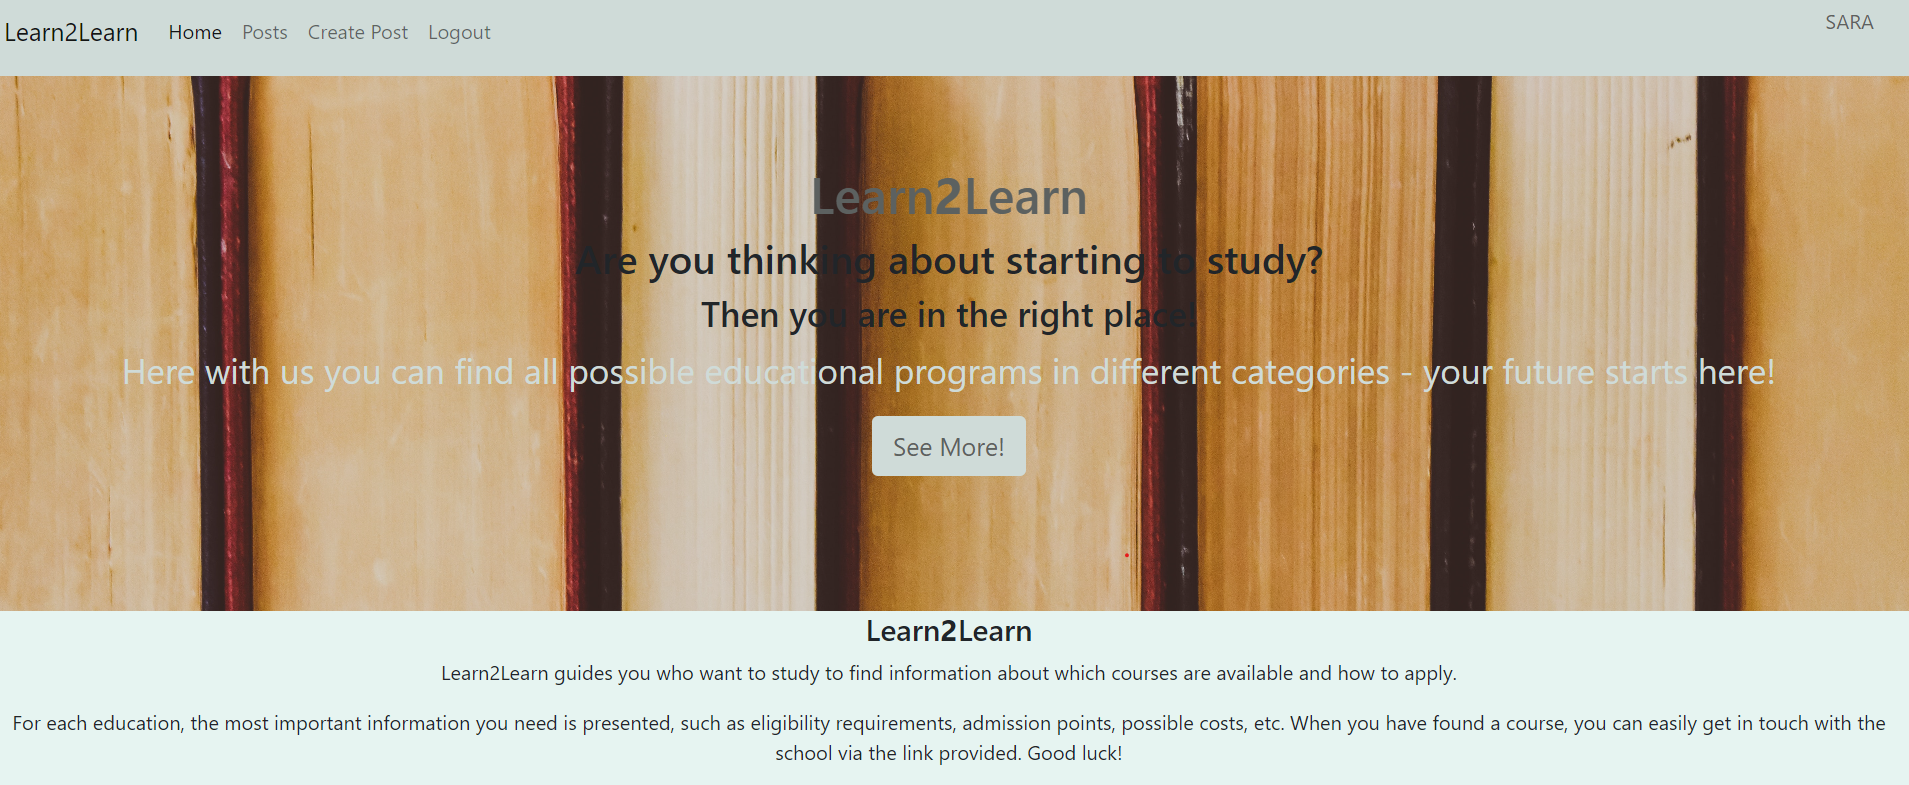 Learn2Learn Home Posts Create Post Logout SARA
Learn2Learn
Are you thinking about starting to study?
Then you are in the right place!
Here with us you can find all possible educational programs in different categories - your future starts here!
See More!
Learn2Learn
Learn2Learn guides you who want to study to find information about which courses are available and how to apply.
For each education, the most important information you need is presented, such as eligibility requirements, admission points, possible costs, etc. When you have found a course, you can easily get in touch with the
school via the link provided. Good luck!